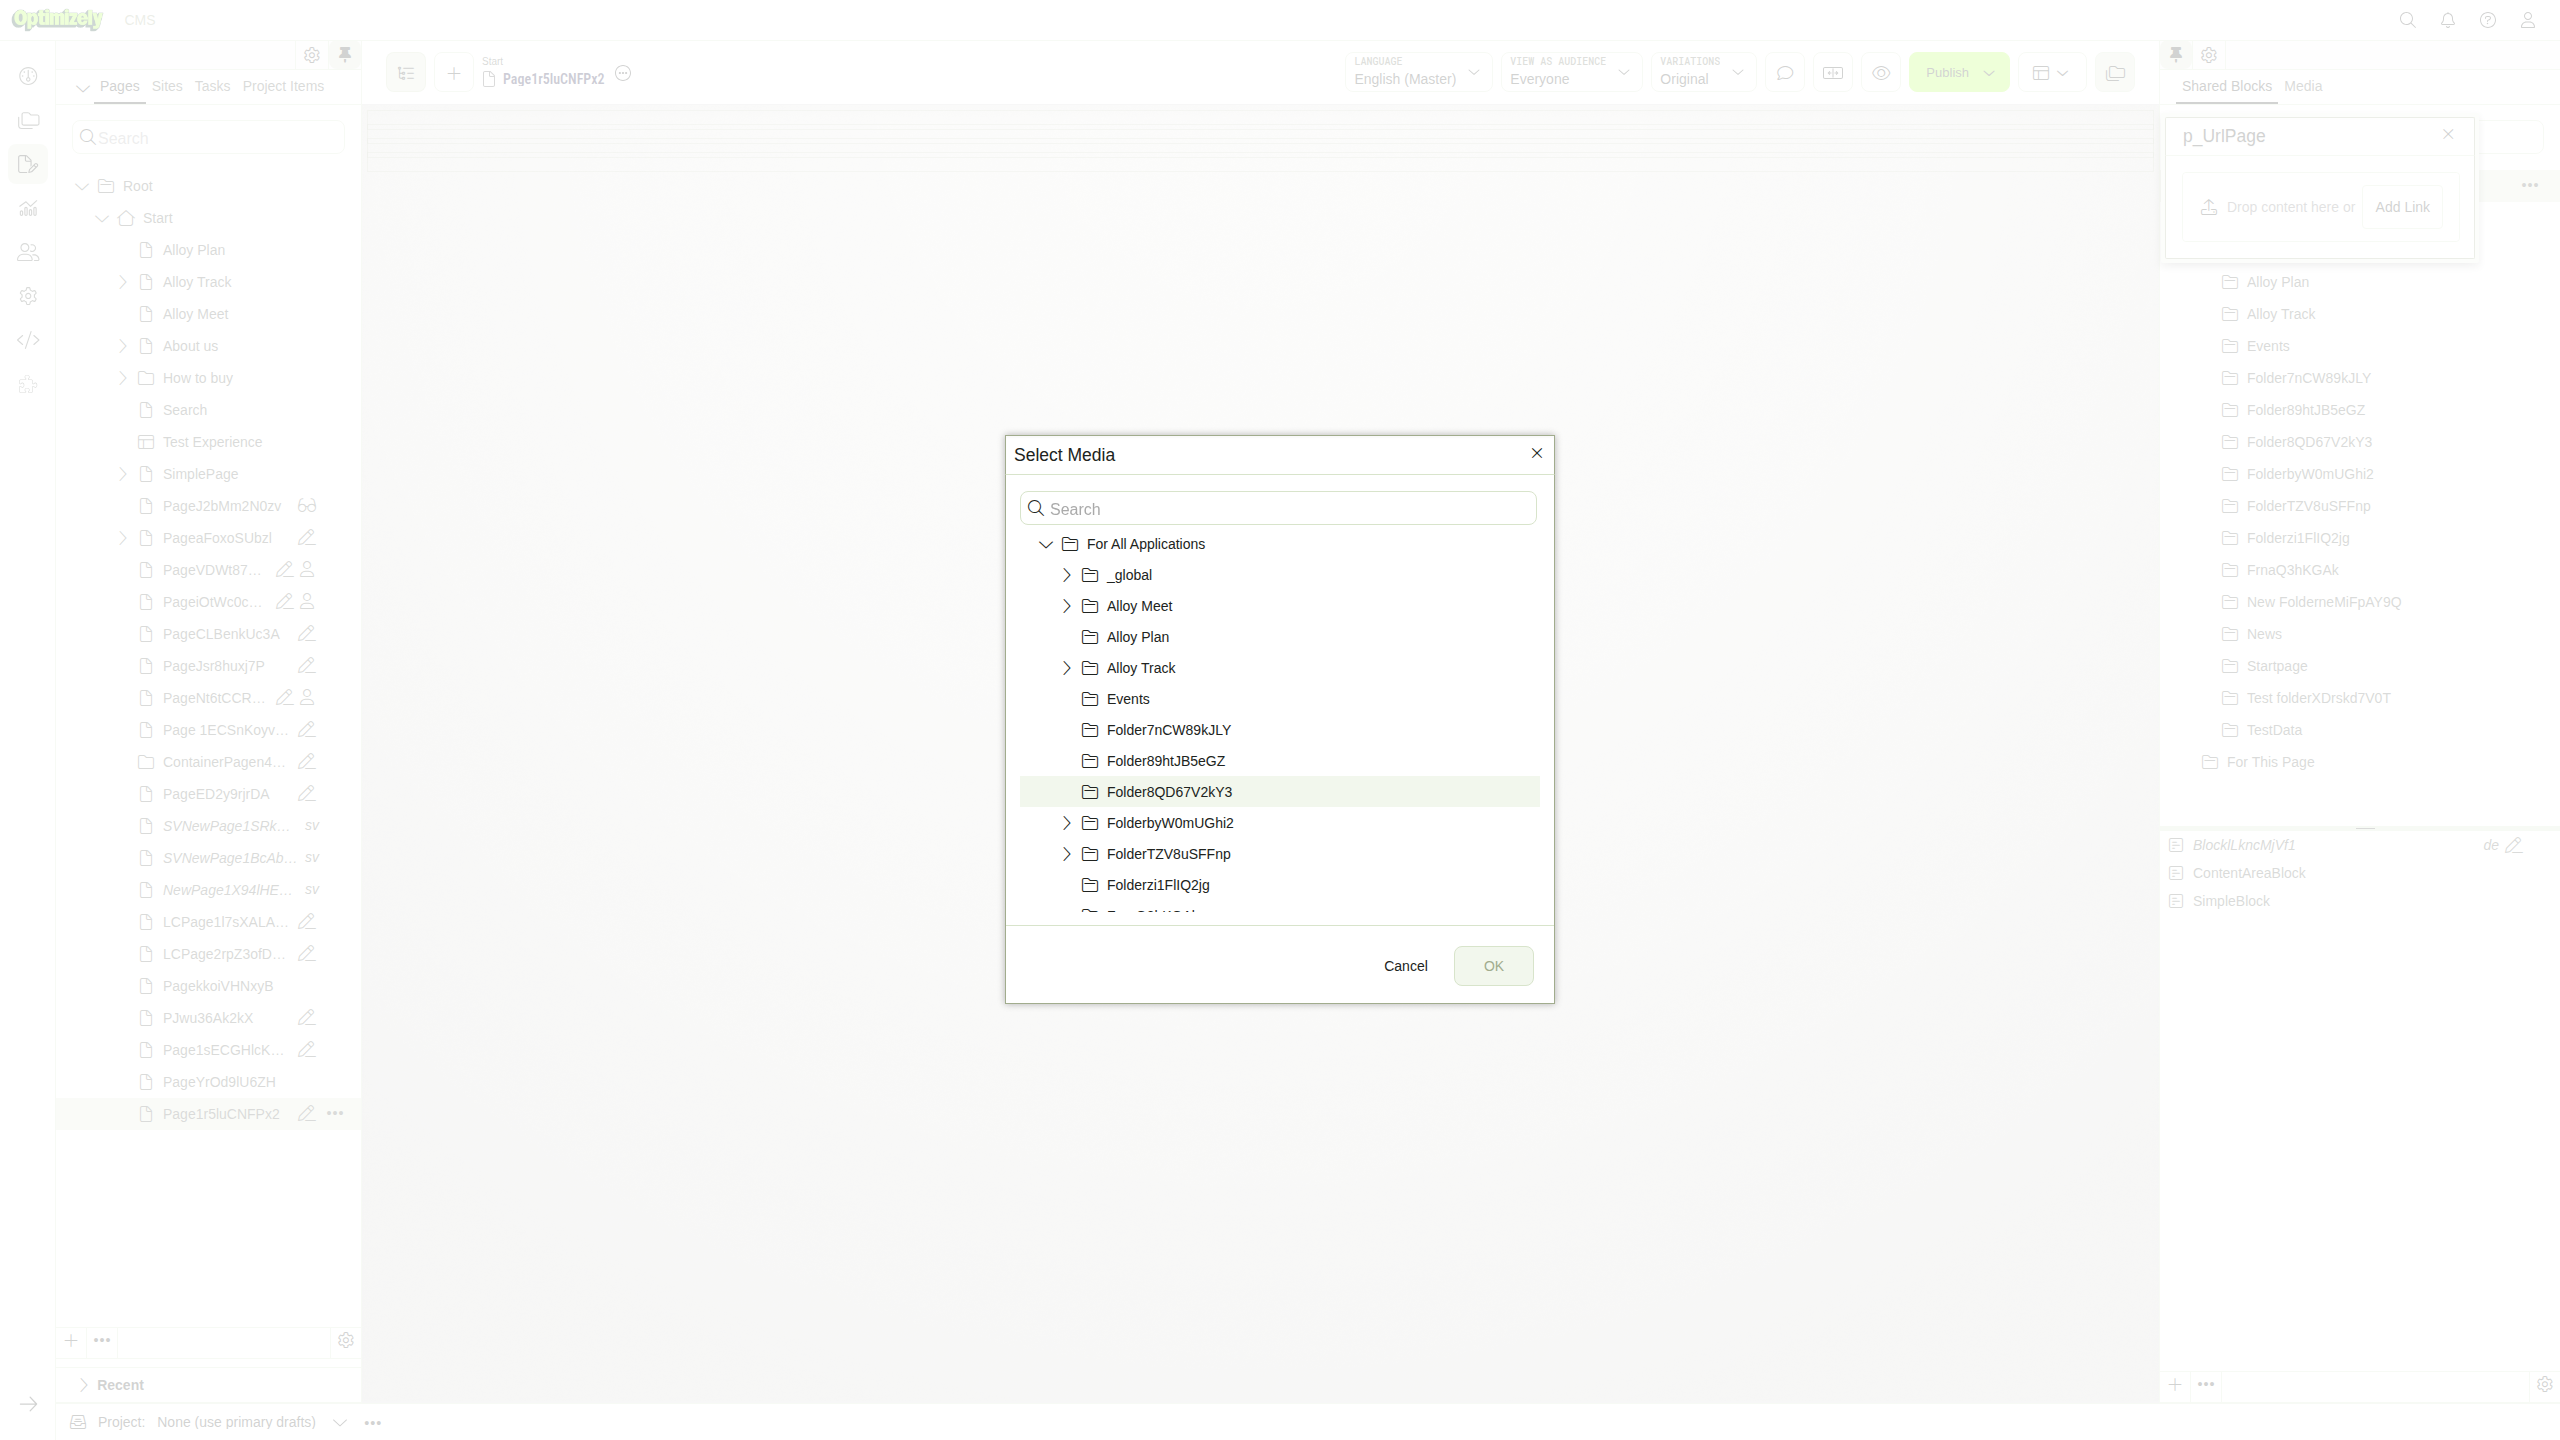 Optimizely CMS
Pages Sites Tasks Project Items
Search
Root
Start
Alloy Plan
Alloy Track
Alloy Meet
About us
How to buy
Search
Test Experience
SimplePage
PageJ2bMm2N0zv
PageaFoxoSUbzl
PageVDWt87...
PageiOtWc0c...
PageCLBenkUc3A
PageJsr8huxj7P
PageNt6tCCR...
Page 1ECSnKoyv...
ContainerPagen4...
PageED2y9rjrDA
SVNewPage1SRk... sv
SVNewPage1BcAb... sv
NewPage1X94lHE... sv
LCPage1l7sXALA...
LCPage2rpZ3ofD...
PagekkoiVHNxyB
PJwu36Ak2kX
Page1sECGHlcK...
PageYrOd9lU6ZH
Page1r5luCNFPx2
Recent
Project: None (use primary drafts)
Start
Page1r5luCNFPx2
LANGUAGE
English (Master)
VIEW AS AUDIENCE
Everyone
VARIATIONS
Original
Publish
Select Media
Search
For All Applications
_global
Alloy Meet
Alloy Plan
Alloy Track
Events
Folder7nCW89kJLY
Folder89htJB5eGZ
Folder8QD67V2kY3
FolderbyW0mUGhi2
FolderTZV8uSFFnp
Folderzi1FlIQ2jg
Cancel OK
Shared Blocks Media
p_UrlPage
Drop content here or Add Link
Alloy Plan
Alloy Track
Events
Folder7nCW89kJLY
Folder89htJB5eGZ
Folder8QD67V2kY3
FolderbyW0mUGhi2
FolderTZV8uSFFnp
Folderzi1FlIQ2jg
FrnaQ3hKGAk
New FolderneMiFpAY9Q
News
Startpage
Test folderXDrskd7V0T
TestData
For This Page
BlocklLkncMjVf1 de
ContentAreaBlock
SimpleBlock